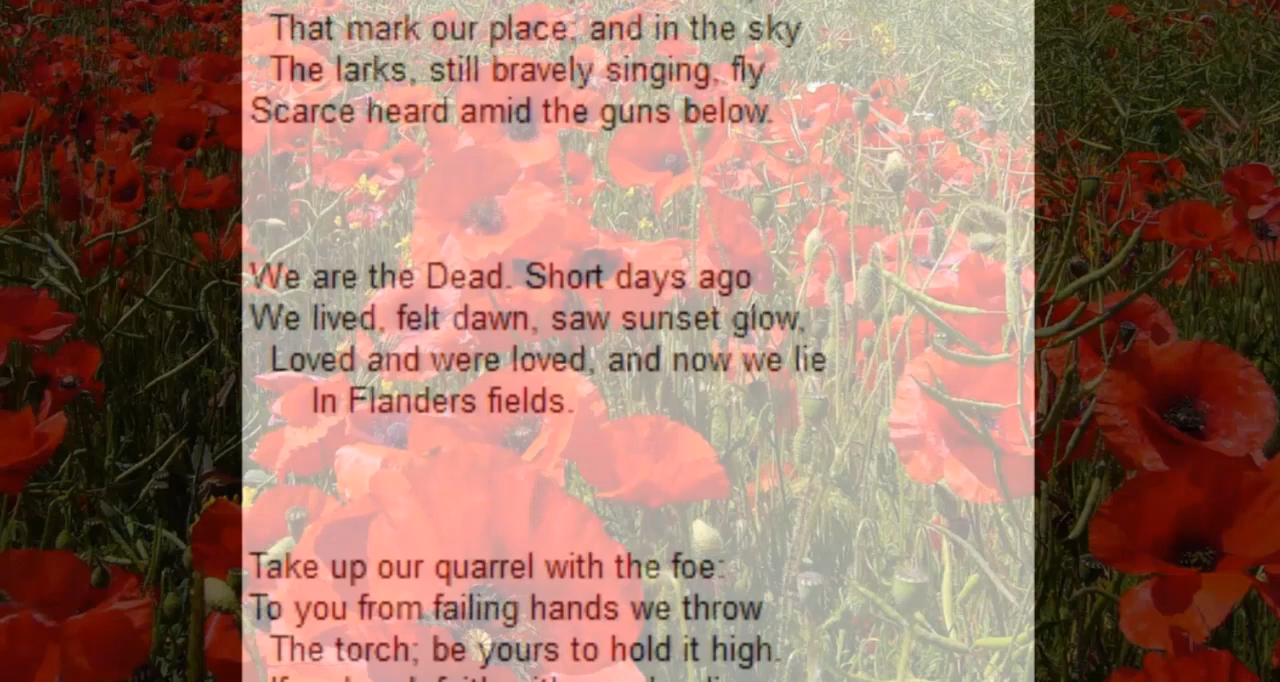 That mark our place; and in the sky
The larks, still bravely singing, fly
Scarce heard amid the guns below.
We are the Dead. Short days ago
We lived, felt dawn, saw sunset glow,
Loved and were loved, and now we lie
In Flanders fields.
Take up our quarrel with the foe:
To you from failing hands we throw
The torch; be yours to hold it high.